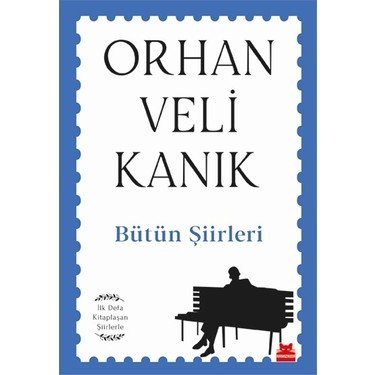 ORHAN
VELİ
KANIK
Bütün Şiirleri
İlk Defa
Kitaplaşan
Şiirlerle